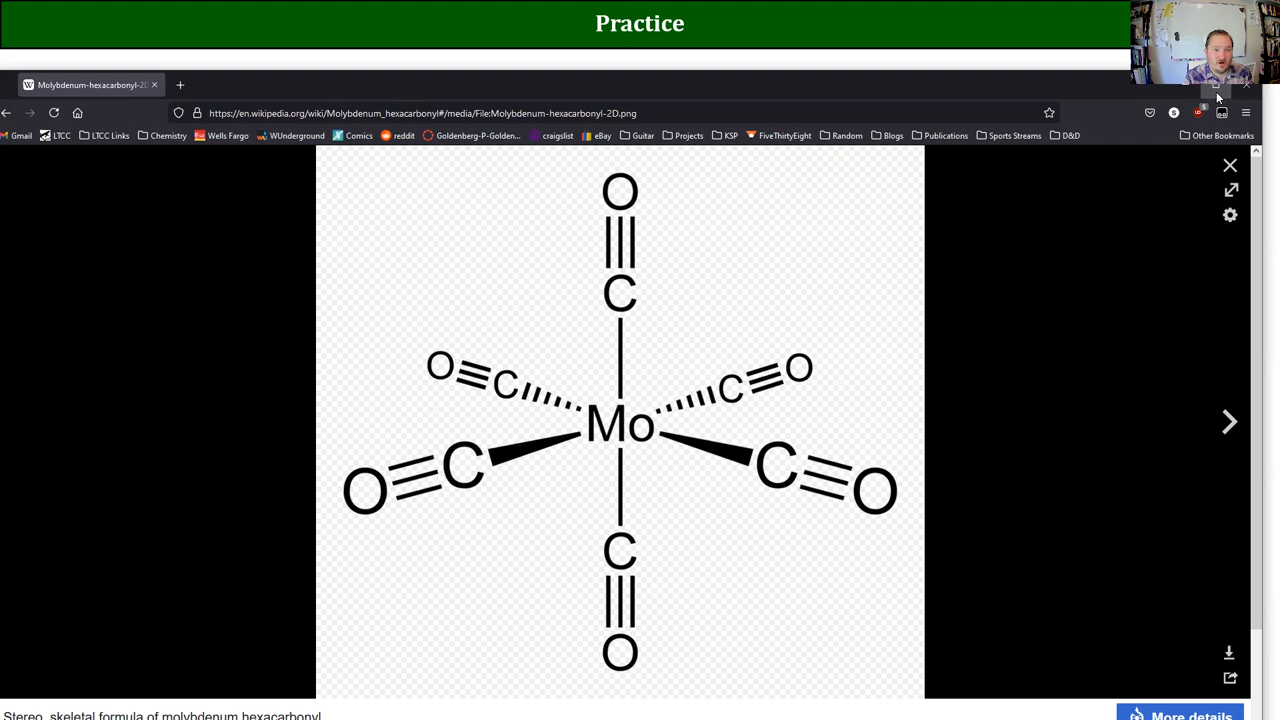 Practice
Molybdenum-hexacarbonyl-2D
https://en.wikipedia.org/wiki/Molybdenum_hexacarbonyl#/media/File:Molybdenum-hexacarbonyl-2D.png
Gmail LTCC LTCC Links Chemistry Wells Fargo WUnderground Comics reddit Goldenberg-P-Golden... craigslist eBay Guitar Projects KSP FiveThirtyEight Random Blogs Publications Sports Streams D&D Other Bookmarks
O
C
O C C O
Mo
O C C O
C
O
Stereo, skeletal formula of molybdenum hexacarbonyl
More details